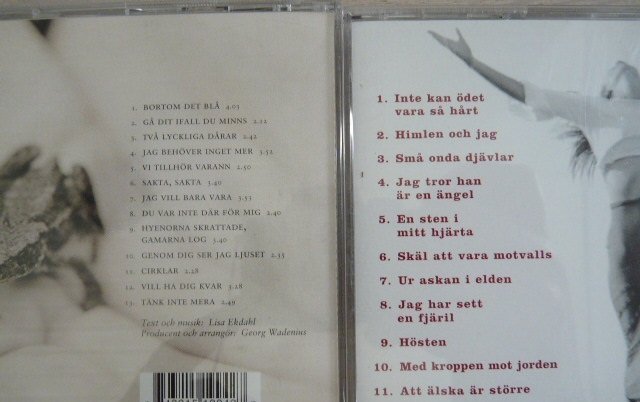 1. BORTOM DET BLÅ 4.03
2. GÅ DIT IFALL DU MINNS 2.12
3. TVÅ LYCKLIGA DÅRAR 2.42
4. JAG BEHÖVER INGET MER 3.52
5. VI TILLHÖR VARANN 2.50
6. SAKTA, SAKTA 3.40
7. JAG VILL BARA VARA 3.53
8. DU VAR INTE DÄR FÖR MIG 2.40
9. HYENORNA SKRATTADE,
GAMARNA LOG 3.40
10. GENOM DIG SER JAG LJUSET 2.35
11. CIRKLAR 2.28
12. VILL HA DIG KVAR 3.28
13. TÄNK INTE MERA 2.49
Text och musik: Lisa Ekdahl
Producent och arrangör: Georg Wadenius
1. Inte kan ödet
vara så hårt
2. Himlen och jag
3. Små onda djävlar
4. Jag tror han
är en ängel
5. En sten i
mitt hjärta
6. Skäl att vara motvalls
7. Ur askan i elden
8. Jag har sett
en fjäril
9. Hösten
10. Med kroppen mot jorden
11. Att älska är större